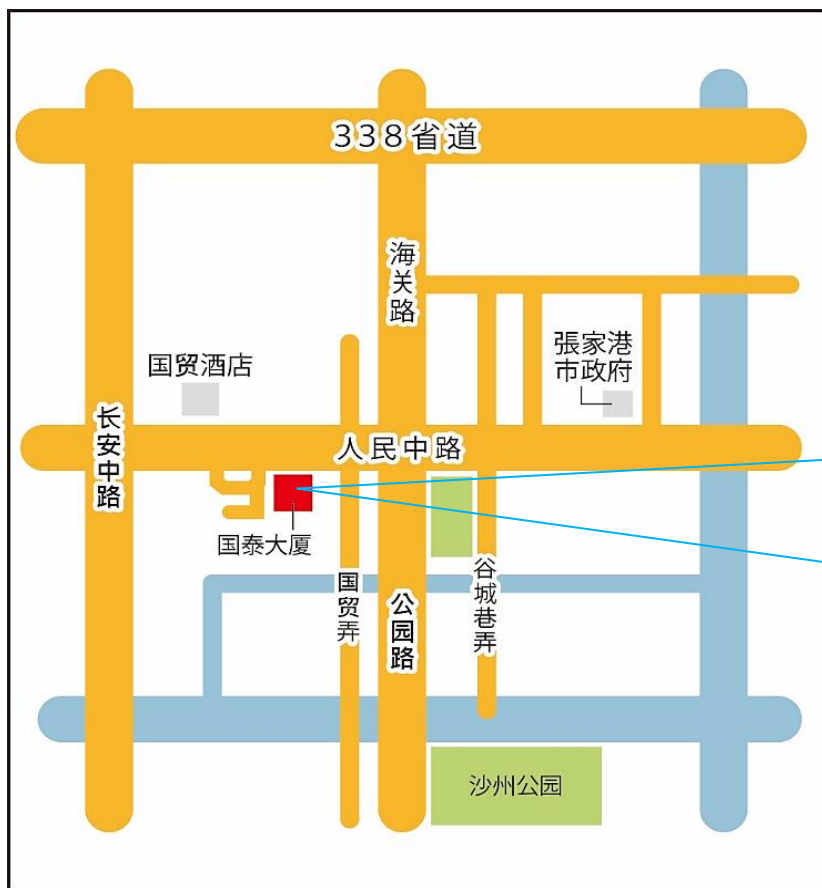 338省道
海关路
国贸酒店
張家港
市政府
长安中路
人民中路
国泰大厦
国贸弄
公园路
谷城巷弄
沙州公园